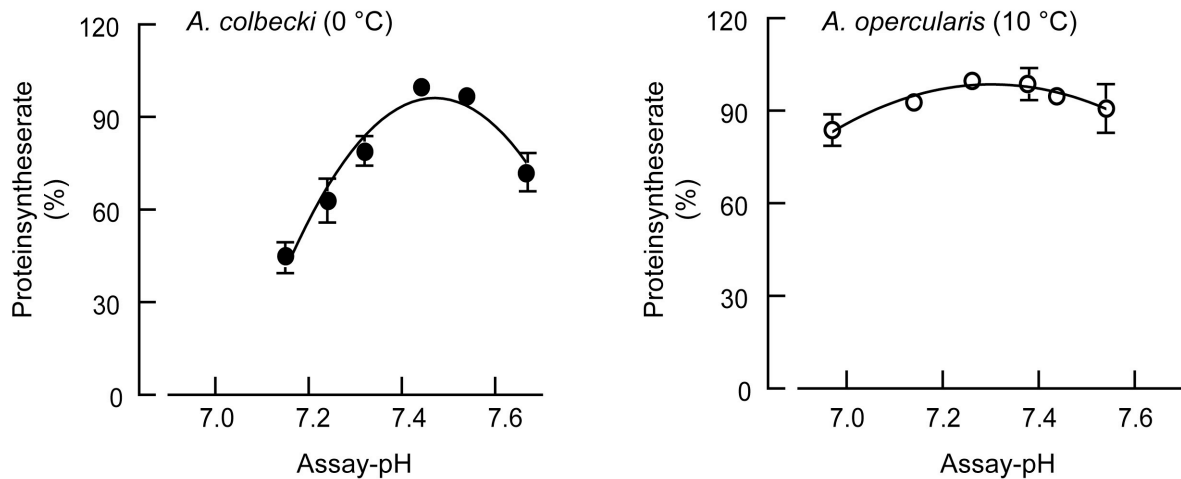 A. colbecki (0 °C)
Proteinsyntheserate
(%)
120
90
60
30
0
7.0 7.2 7.4 7.6
Assay-pH
A. opercularis (10 °C)
Proteinsyntheserate
(%)
120
90
60
30
0
7.0 7.2 7.4 7.6
Assay-pH